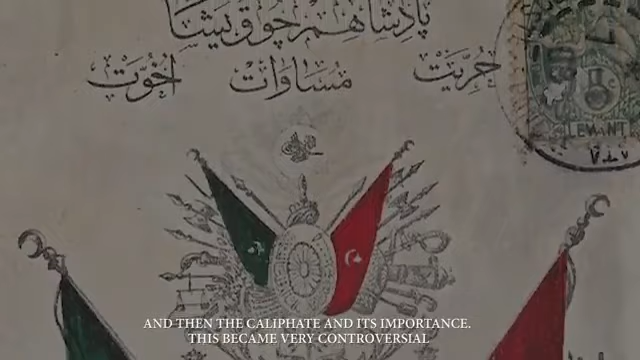 پادشاهم چوق یشا
حریت مساوات اخوت
LEVANT
AND THEN THE CALIPHATE AND ITS IMPORTANCE.
THIS BECAME VERY CONTROVERSIAL